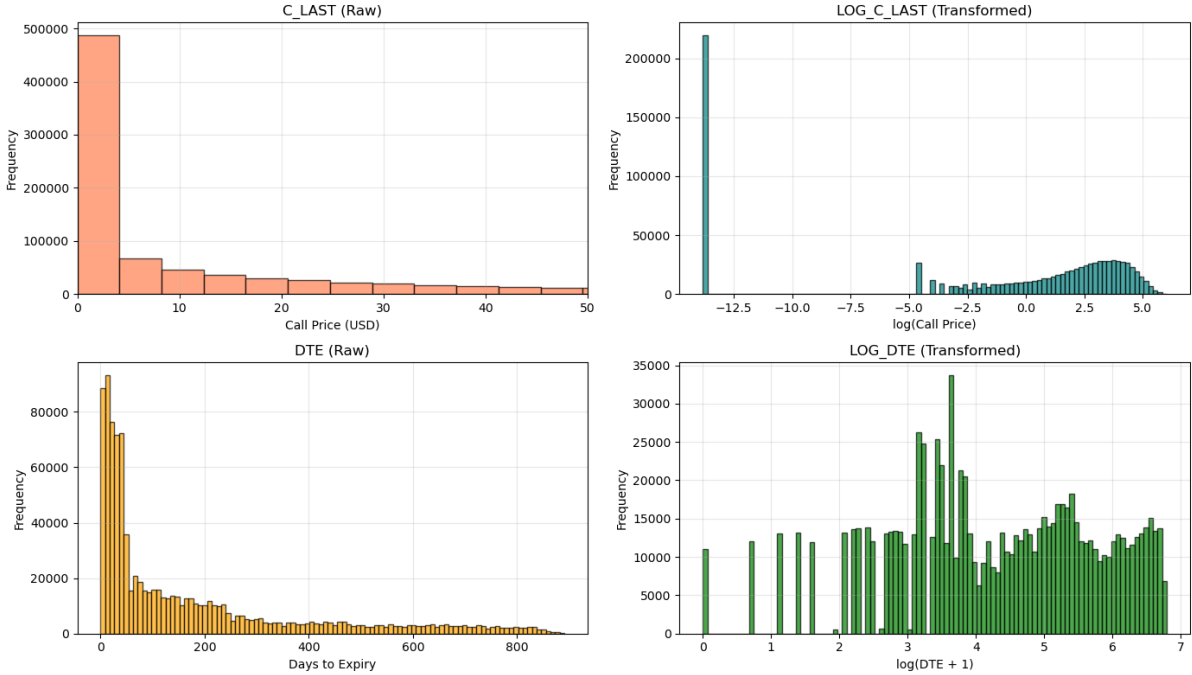 C_LAST (Raw)
500000
400000
300000
200000
100000
0
Frequency
0 10 20 30 40 50
Call Price (USD)
LOG_C_LAST (Transformed)
200000
150000
100000
50000
0
Frequency
−12.5 −10.0 −7.5 −5.0 −2.5 0.0 2.5 5.0
log(Call Price)
DTE (Raw)
80000
60000
40000
20000
0
Frequency
0 200 400 600 800
Days to Expiry
LOG_DTE (Transformed)
35000
30000
25000
20000
15000
10000
5000
0
Frequency
0 1 2 3 4 5 6 7
log(DTE + 1)